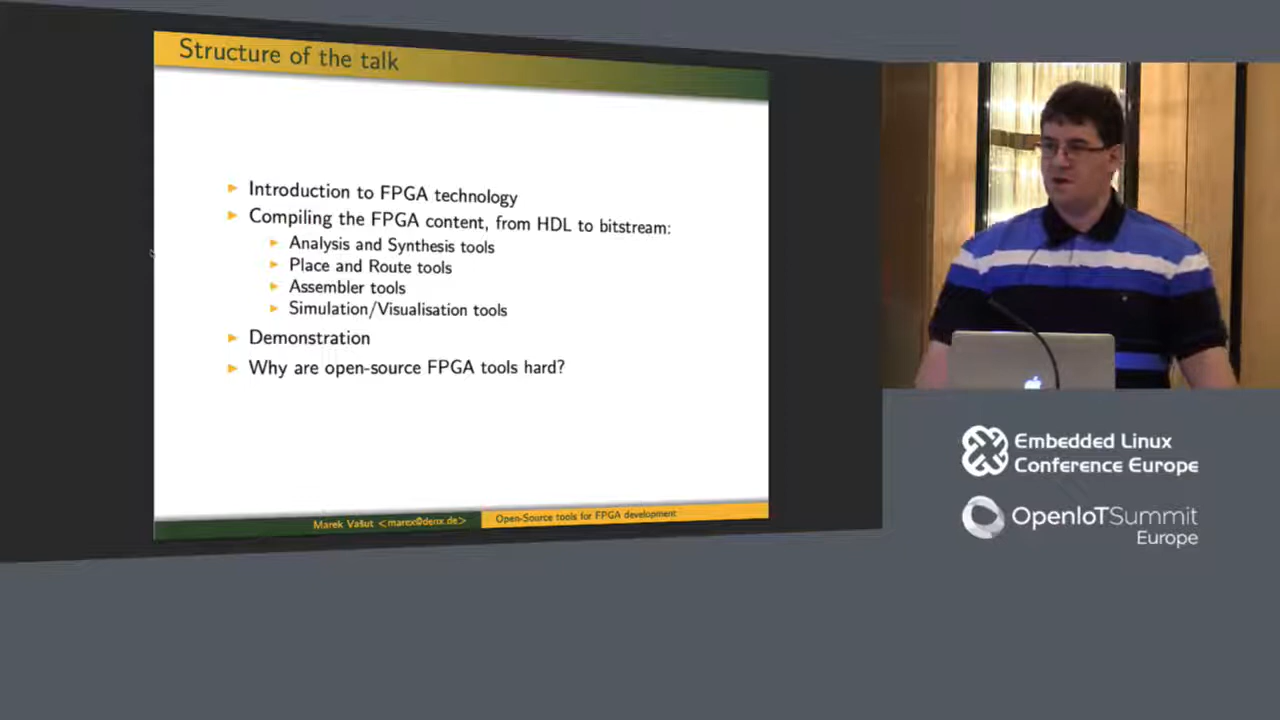 Structure of the talk
Introduction to FPGA technology
Compiling the FPGA content, from HDL to bitstream:
Analysis and Synthesis tools
Place and Route tools
Assembler tools
Simulation/Visualisation tools
Demonstration
Why are open-source FPGA tools hard?
Marek Vašut <marex@denx.de>
Open-Source tools for FPGA development
Embedded Linux
Conference Europe
OpenIoTSummit
Europe